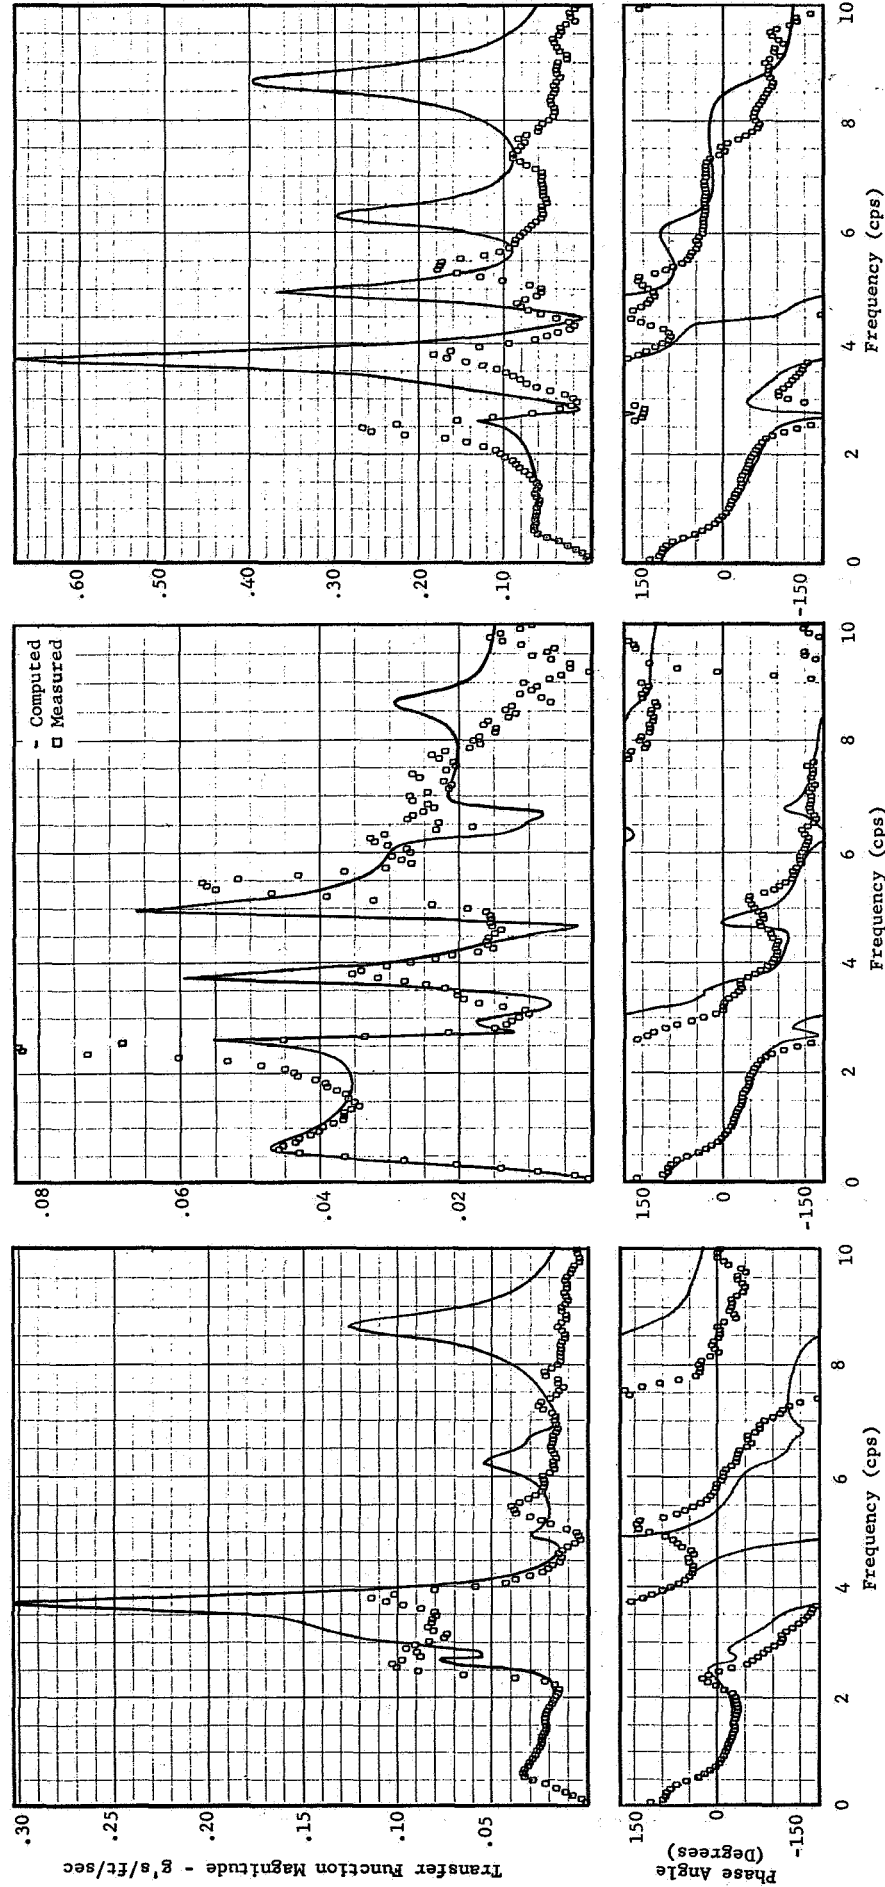 Transfer Function Magnitude - g's/ft/sec
.30
.25
.20
.15
.10
.05
.08
.06
.04
.02
- Computed
□ Measured
.60
.50
.40
.30
.20
.10
Phase Angle
(Degrees)
150
0
-150
0 2 4 6 8 10
Frequency (cps)
150
0
-150
0 2 4 6 8 10
Frequency (cps)
150
0
-150
0 2 4 6 8 10
Frequency (cps)